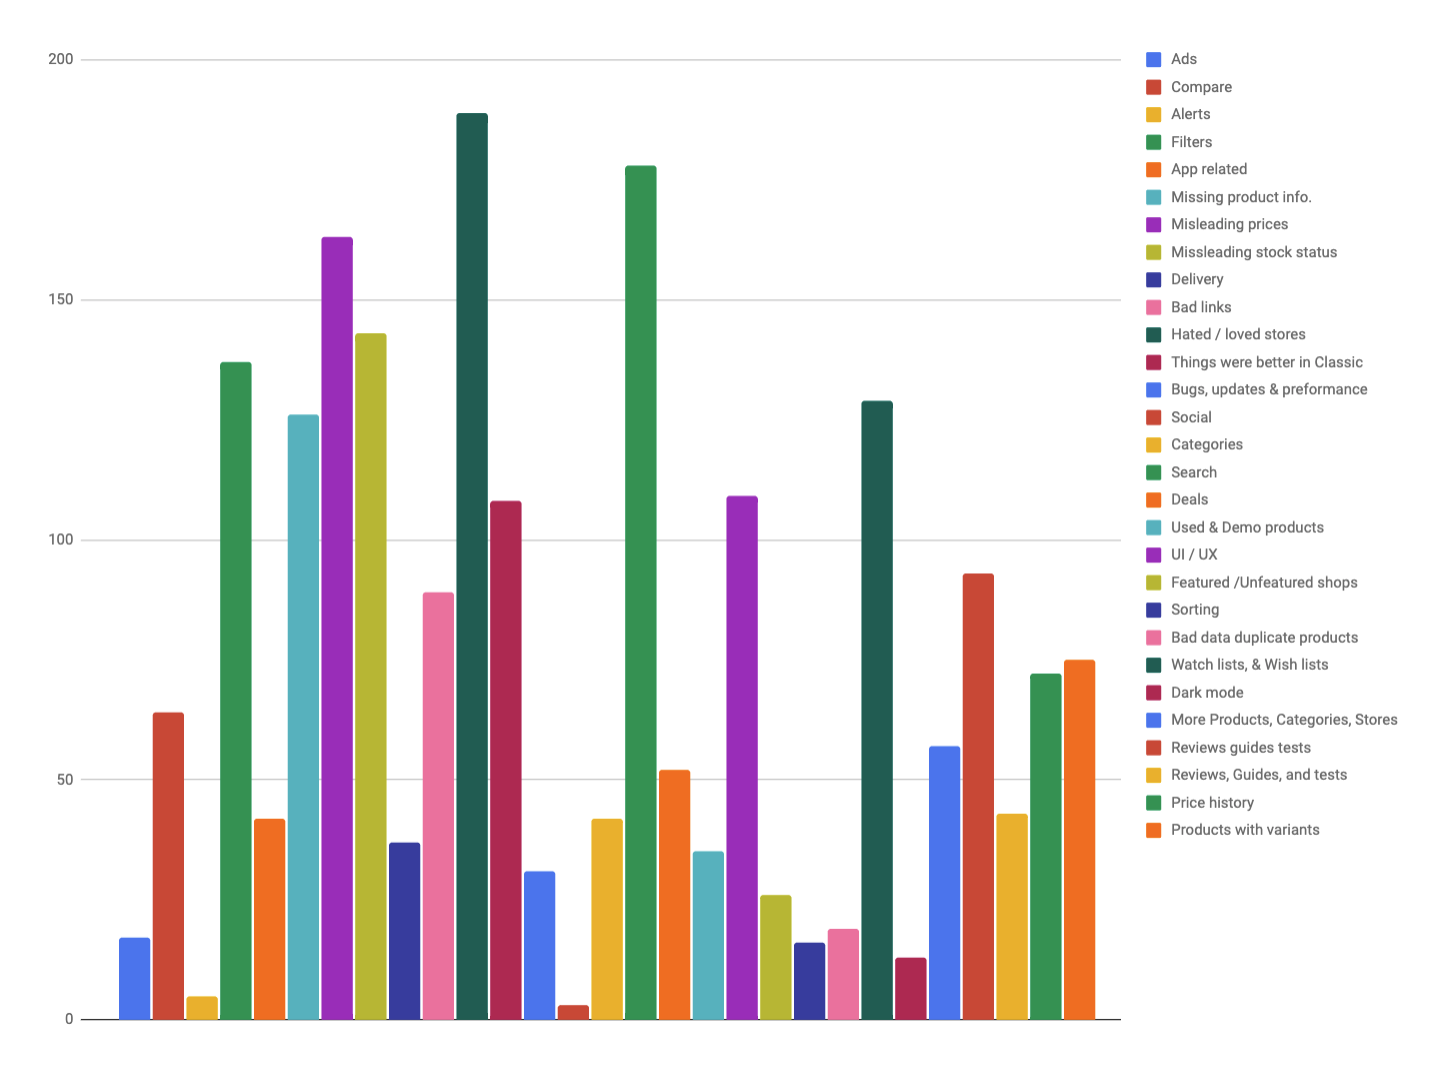 200
150
100
50
0
Ads
Compare
Alerts
Filters
App related
Missing product info.
Misleading prices
Missleading stock status
Delivery
Bad links
Hated / loved stores
Things were better in Classic
Bugs, updates & preformance
Social
Categories
Search
Deals
Used & Demo products
UI / UX
Featured /Unfeatured shops
Sorting
Bad data duplicate products
Watch lists, & Wish lists
Dark mode
More Products, Categories, Stores
Reviews guides tests
Reviews, Guides, and tests
Price history
Products with variants